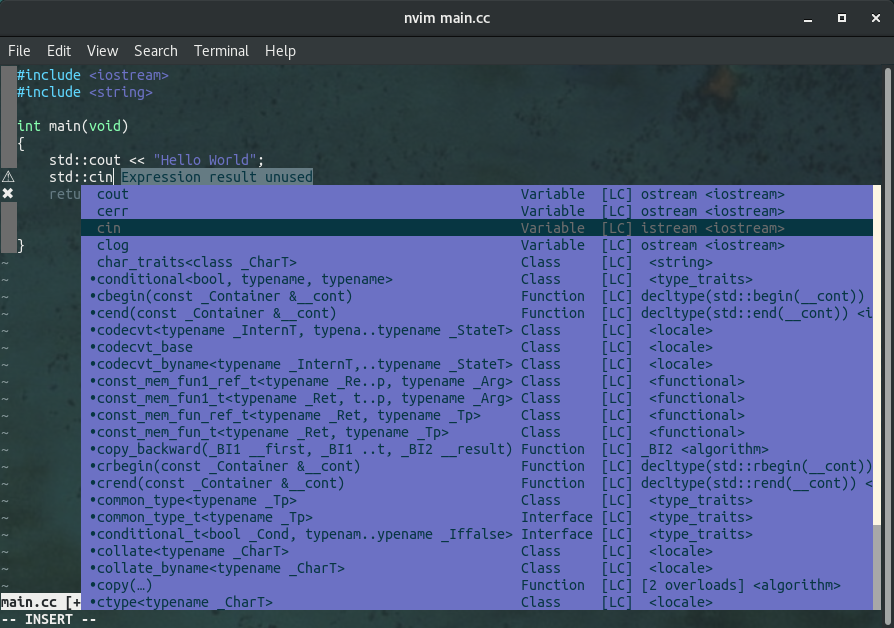 nvim main.cc
File Edit View Search Terminal Help
#include <iostream>
#include <string>
int main(void)
{
std::cout << "Hello World";
⚠ std::cin Expression result unused
✖ retu
cout Variable [LC] ostream <iostream>
cerr Variable [LC] ostream <iostream>
cin Variable [LC] istream <iostream>
clog Variable [LC] ostream <iostream>
}
char_traits<class _CharT> Class [LC] <string>
~ •conditional<bool, typename, typename> Class [LC] <type_traits>
~ •cbegin(const _Container &__cont) Function [LC] decltype(std::begin(__cont))
~ •cend(const _Container &__cont) Function [LC] decltype(std::end(__cont)) <i
~ •codecvt<typename _InternT, typena..typename _StateT> Class [LC] <locale>
~ •codecvt_base Class [LC] <locale>
~ •codecvt_byname<typename _InternT,..typename _StateT> Class [LC] <locale>
~ •const_mem_fun1_ref_t<typename _Re..p, typename _Arg> Class [LC] <functional>
~ •const_mem_fun1_t<typename _Ret, t..p, typename _Arg> Class [LC] <functional>
~ •const_mem_fun_ref_t<typename _Ret, typename _Tp> Class [LC] <functional>
~ •const_mem_fun_t<typename _Ret, typename _Tp> Class [LC] <functional>
~ •copy_backward(_BI1 __first, _BI1 ..t, _BI2 __result) Function [LC] _BI2 <algorithm>
~ •crbegin(const _Container &__cont) Function [LC] decltype(std::rbegin(__cont))
~ •crend(const _Container &__cont) Function [LC] decltype(std::rend(__cont)) <
~ •common_type<typename _Tp> Class [LC] <type_traits>
~ •common_type_t<typename _Tp> Interface [LC] <type_traits>
~ •conditional_t<bool _Cond, typenam..ypename _Iffalse> Interface [LC] <type_traits>
~ •collate<typename _CharT> Class [LC] <locale>
~ •collate_byname<typename _CharT> Class [LC] <locale>
~ •copy(…) Function [LC] [2 overloads] <algorithm>
main.cc [+ •ctype<typename _CharT> Class [LC] <locale>
-- INSERT --